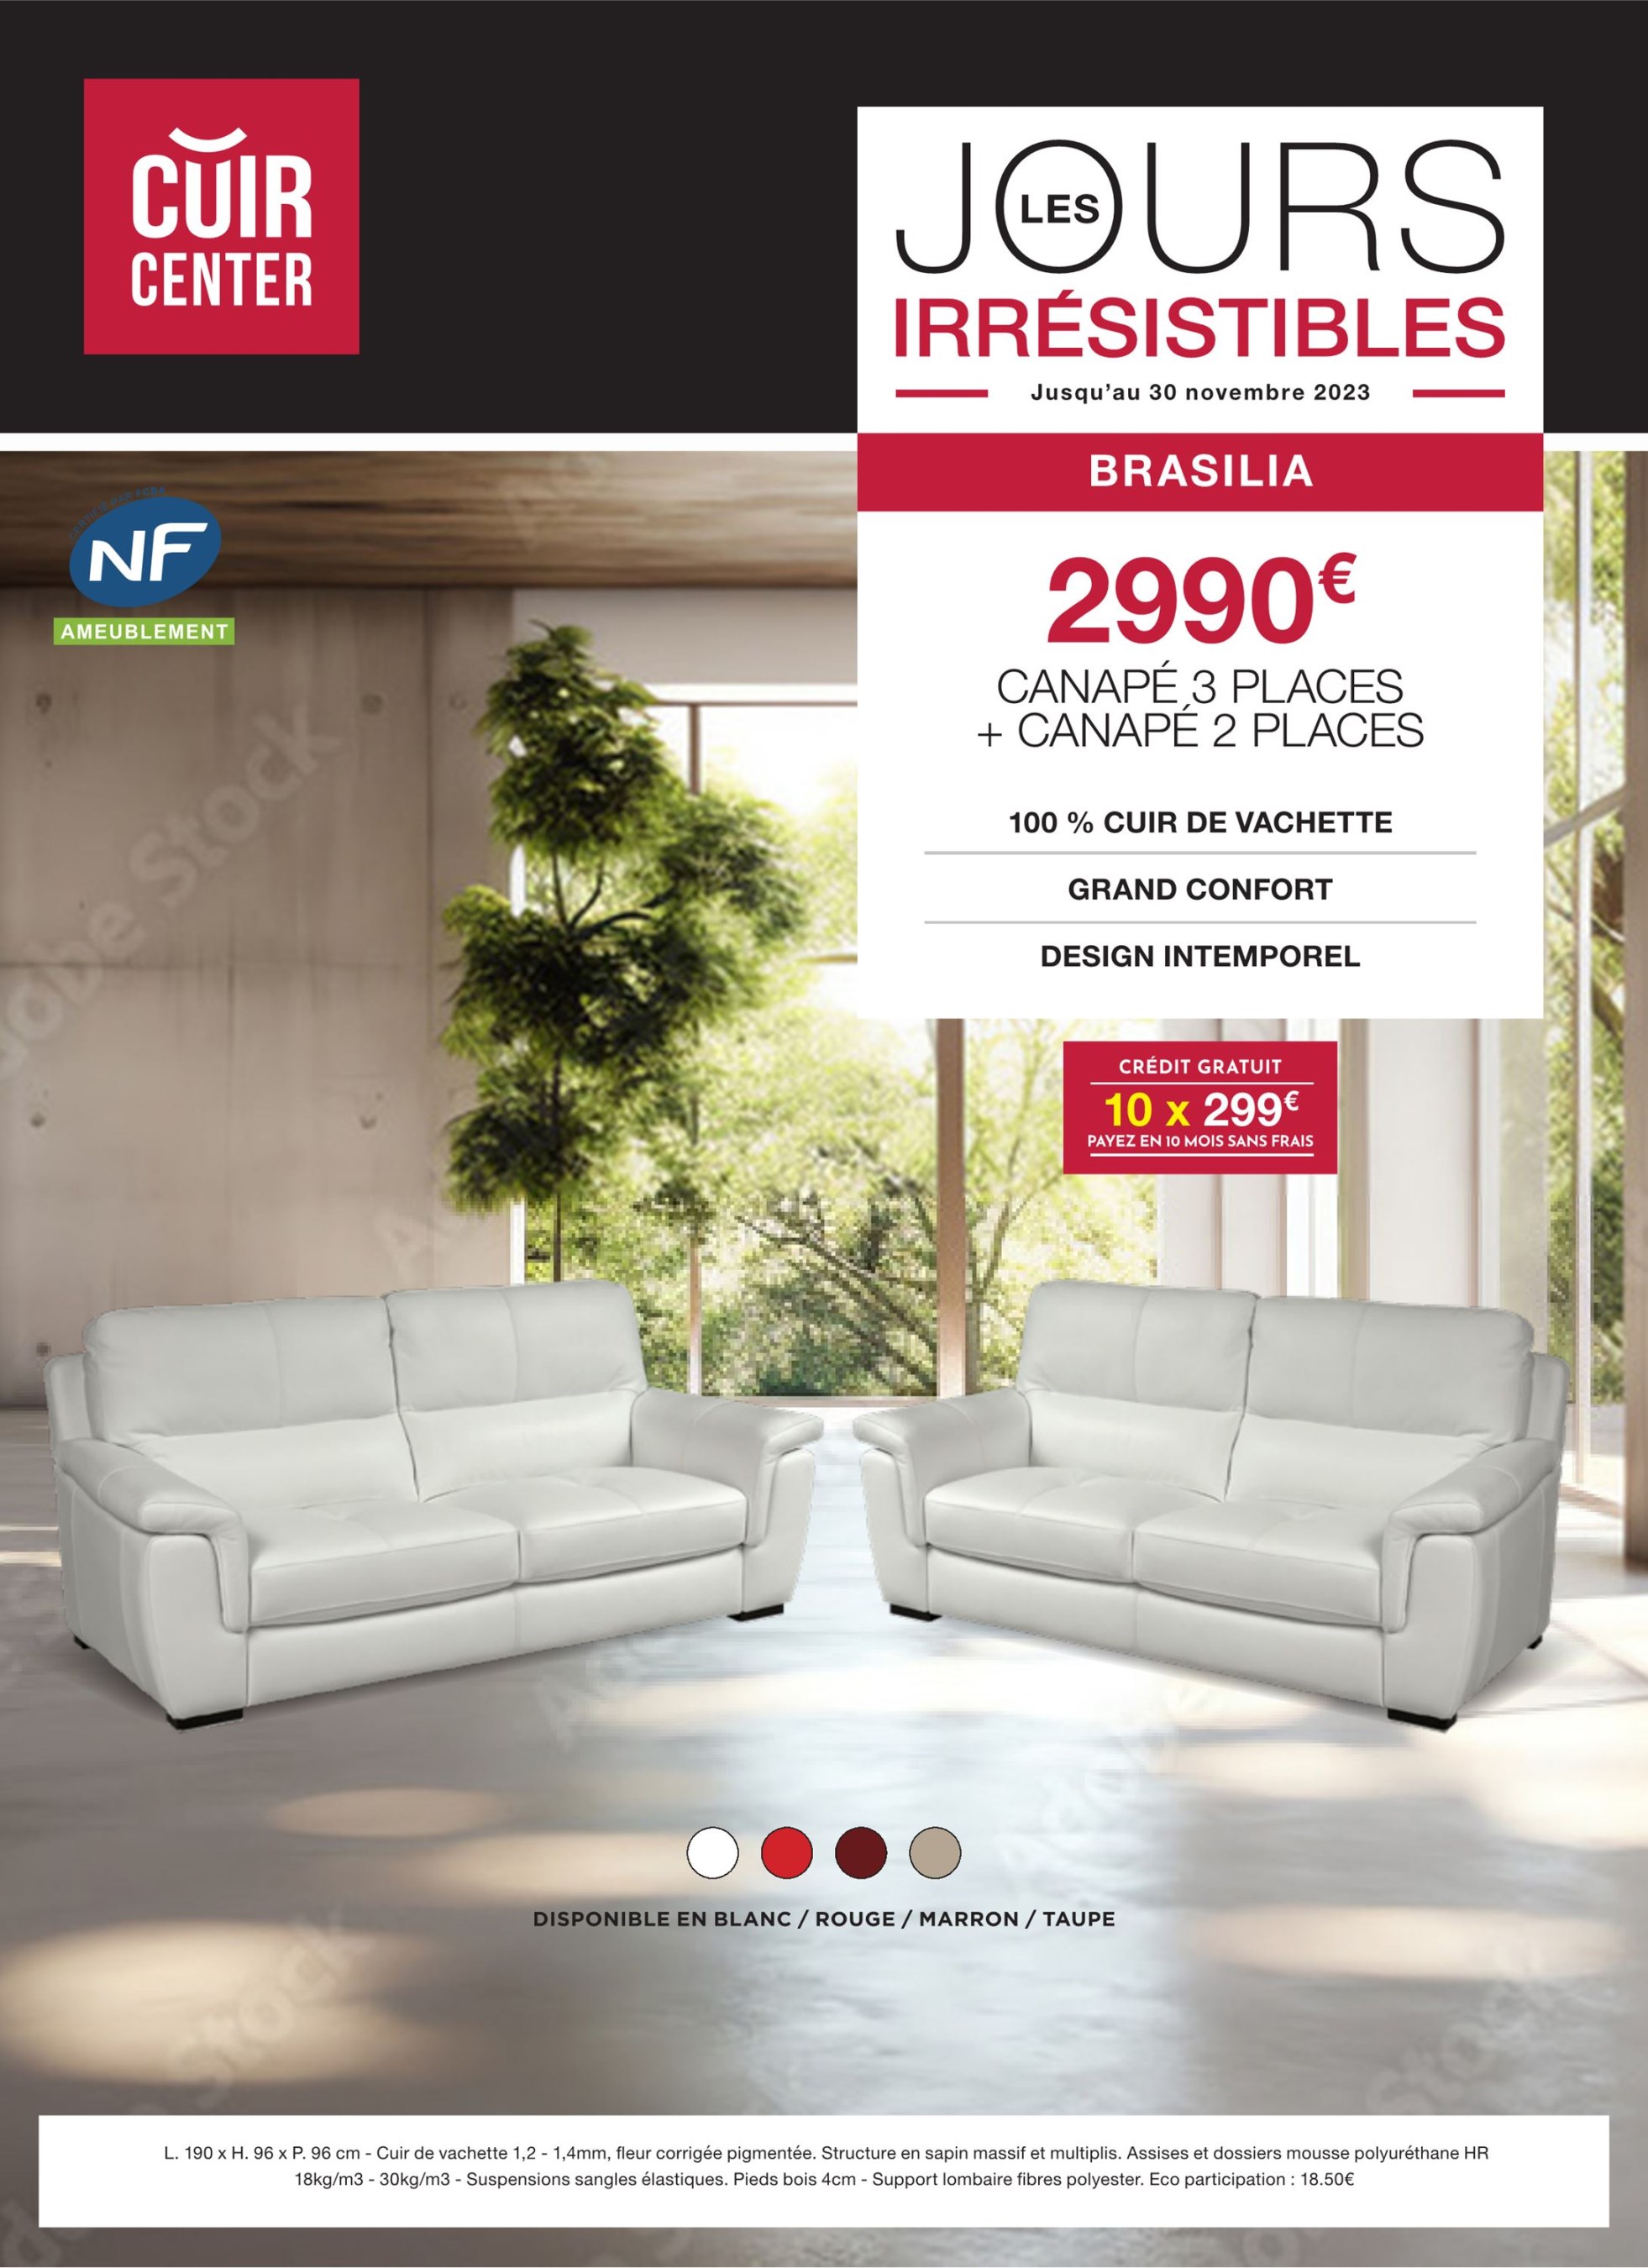 CUIR
CENTER
LES
JOURS
IRRÉSISTIBLES
Jusqu'au 30 novembre 2023
BRASILIA
NF
AMEUBLEMENT
2990€
CANAPÉ 3 PLACES
+ CANAPÉ 2 PLACES
100 % CUIR DE VACHETTE
GRAND CONFORT
DESIGN INTEMPOREL
CRÉDIT GRATUIT
10 x 299€
PAYEZ EN 10 MOIS SANS FRAIS
Adobe Stock
DISPONIBLE EN BLANC / ROUGE / MARRON / TAUPE
L. 190 x H. 96 x P. 96 cm - Cuir de vachette 1,2 - 1,4mm, fleur corrigée pigmentée. Structure en sapin massif et multiplis. Assises et dossiers mousse polyuréthane HR
18kg/m3 - 30kg/m3 - Suspensions sangles élastiques. Pieds bois 4cm - Support lombaire fibres polyester. Eco participation : 18.50€